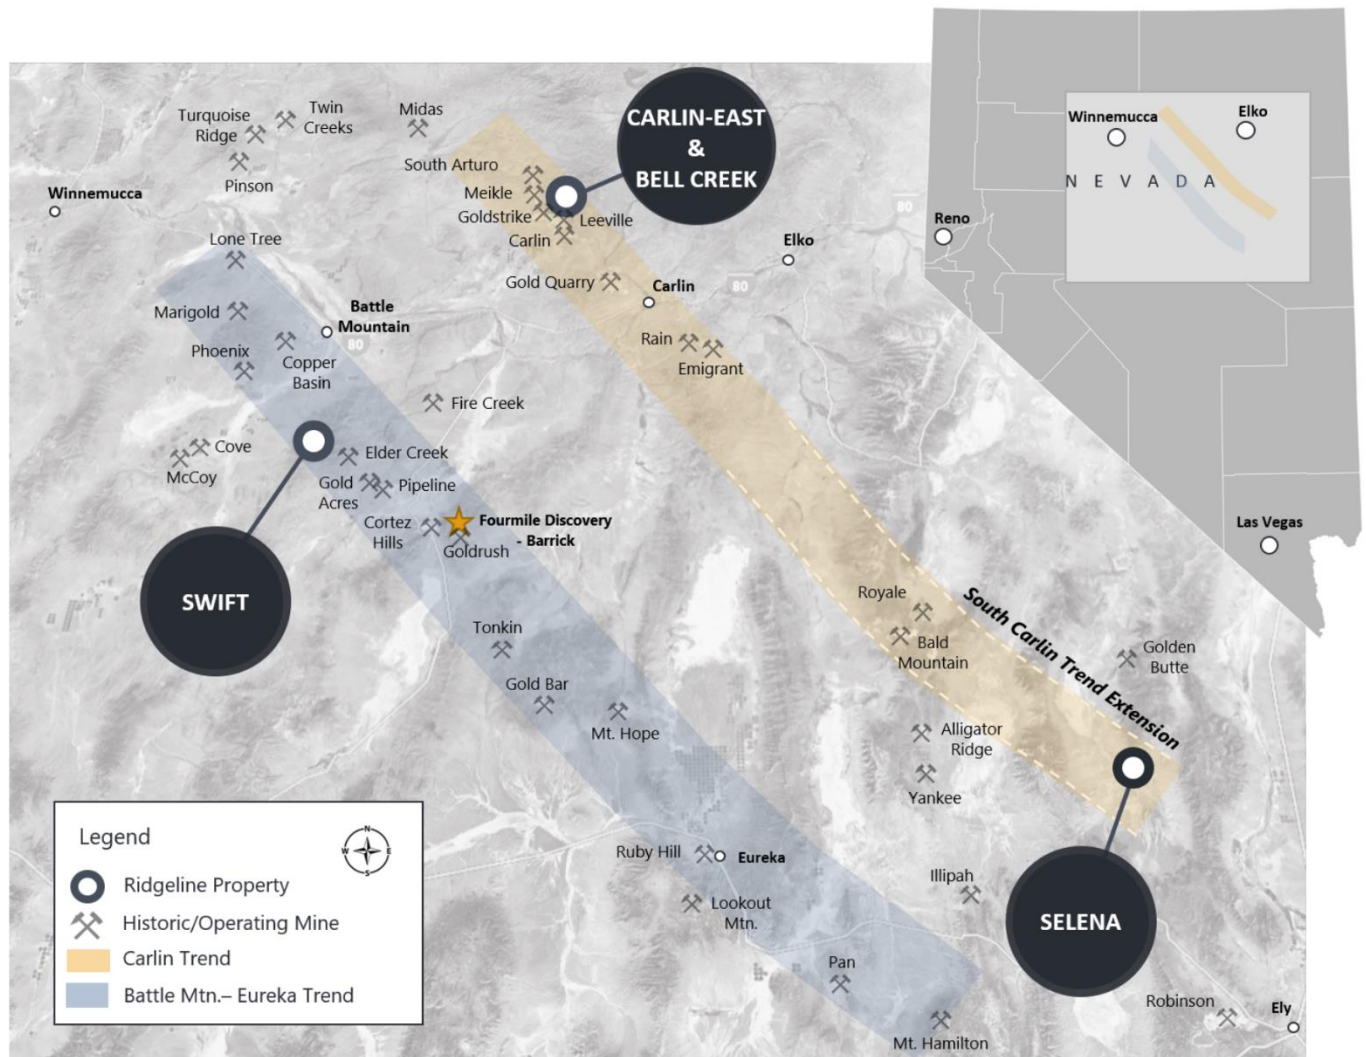 Turquoise
Ridge
Twin
Creeks
Midas
Pinson
Winnemucca
Lone Tree
Marigold
Battle
Mountain
80
Phoenix
Copper
Basin
CARLIN-EAST
&
BELL CREEK
South Arturo
Meikle
Goldstrike
Leeville
Carlin
Gold Quarry
Carlin
Elko
80
80
Rain
Emigrant
Fire Creek
Cove
McCoy
Elder Creek
Gold
Acres
Pipeline
Cortez
Hills
Fourmile Discovery
- Barrick
Goldrush
SWIFT
Tonkin
Gold Bar
Mt. Hope
Royale
Bald
Mountain
South Carlin Trend Extension
Golden
Butte
Alligator
Ridge
Yankee
Ruby Hill
Eureka
Lookout
Mtn.
Illipah
SELENA
Pan
Mt. Hamilton
Robinson
Ely
Winnemucca
Elko
NEVADA
Reno
Las Vegas
Legend
N
W
E
S
Ridgeline Property
Historic/Operating Mine
Carlin Trend
Battle Mtn.– Eureka Trend